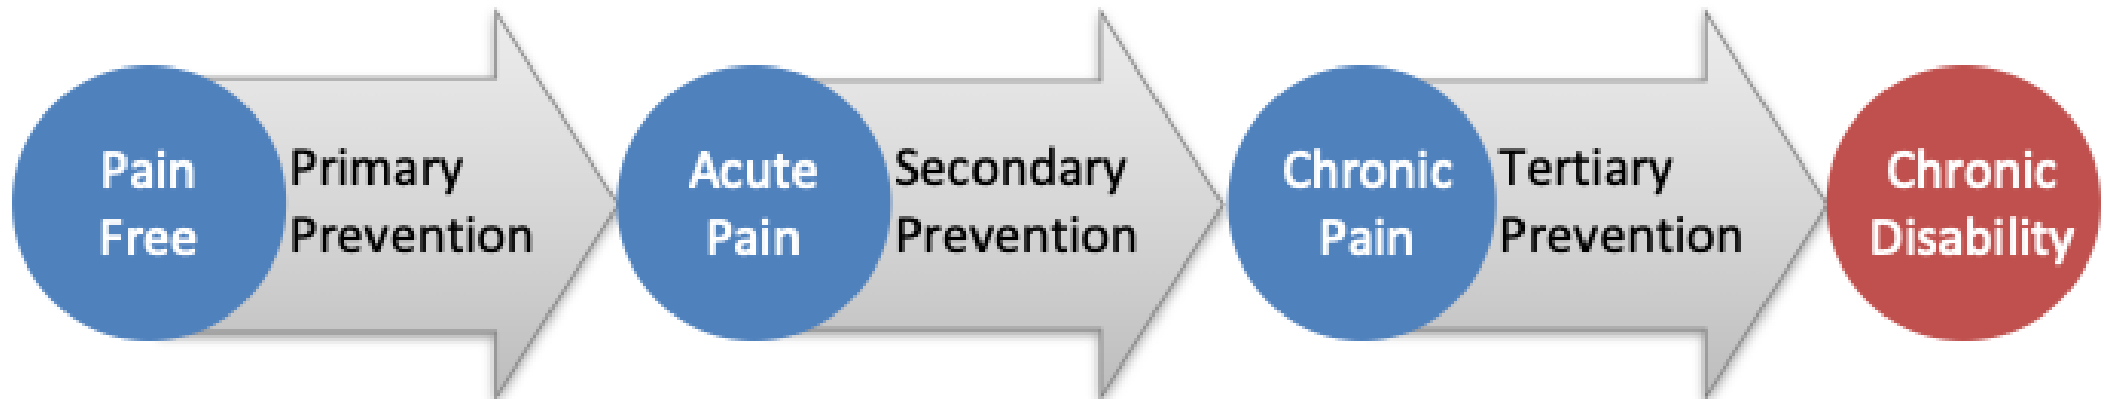 Pain
Free
Primary
Prevention
Acute
Pain
Secondary
Prevention
Chronic
Pain
Tertiary
Prevention
Chronic
Disability